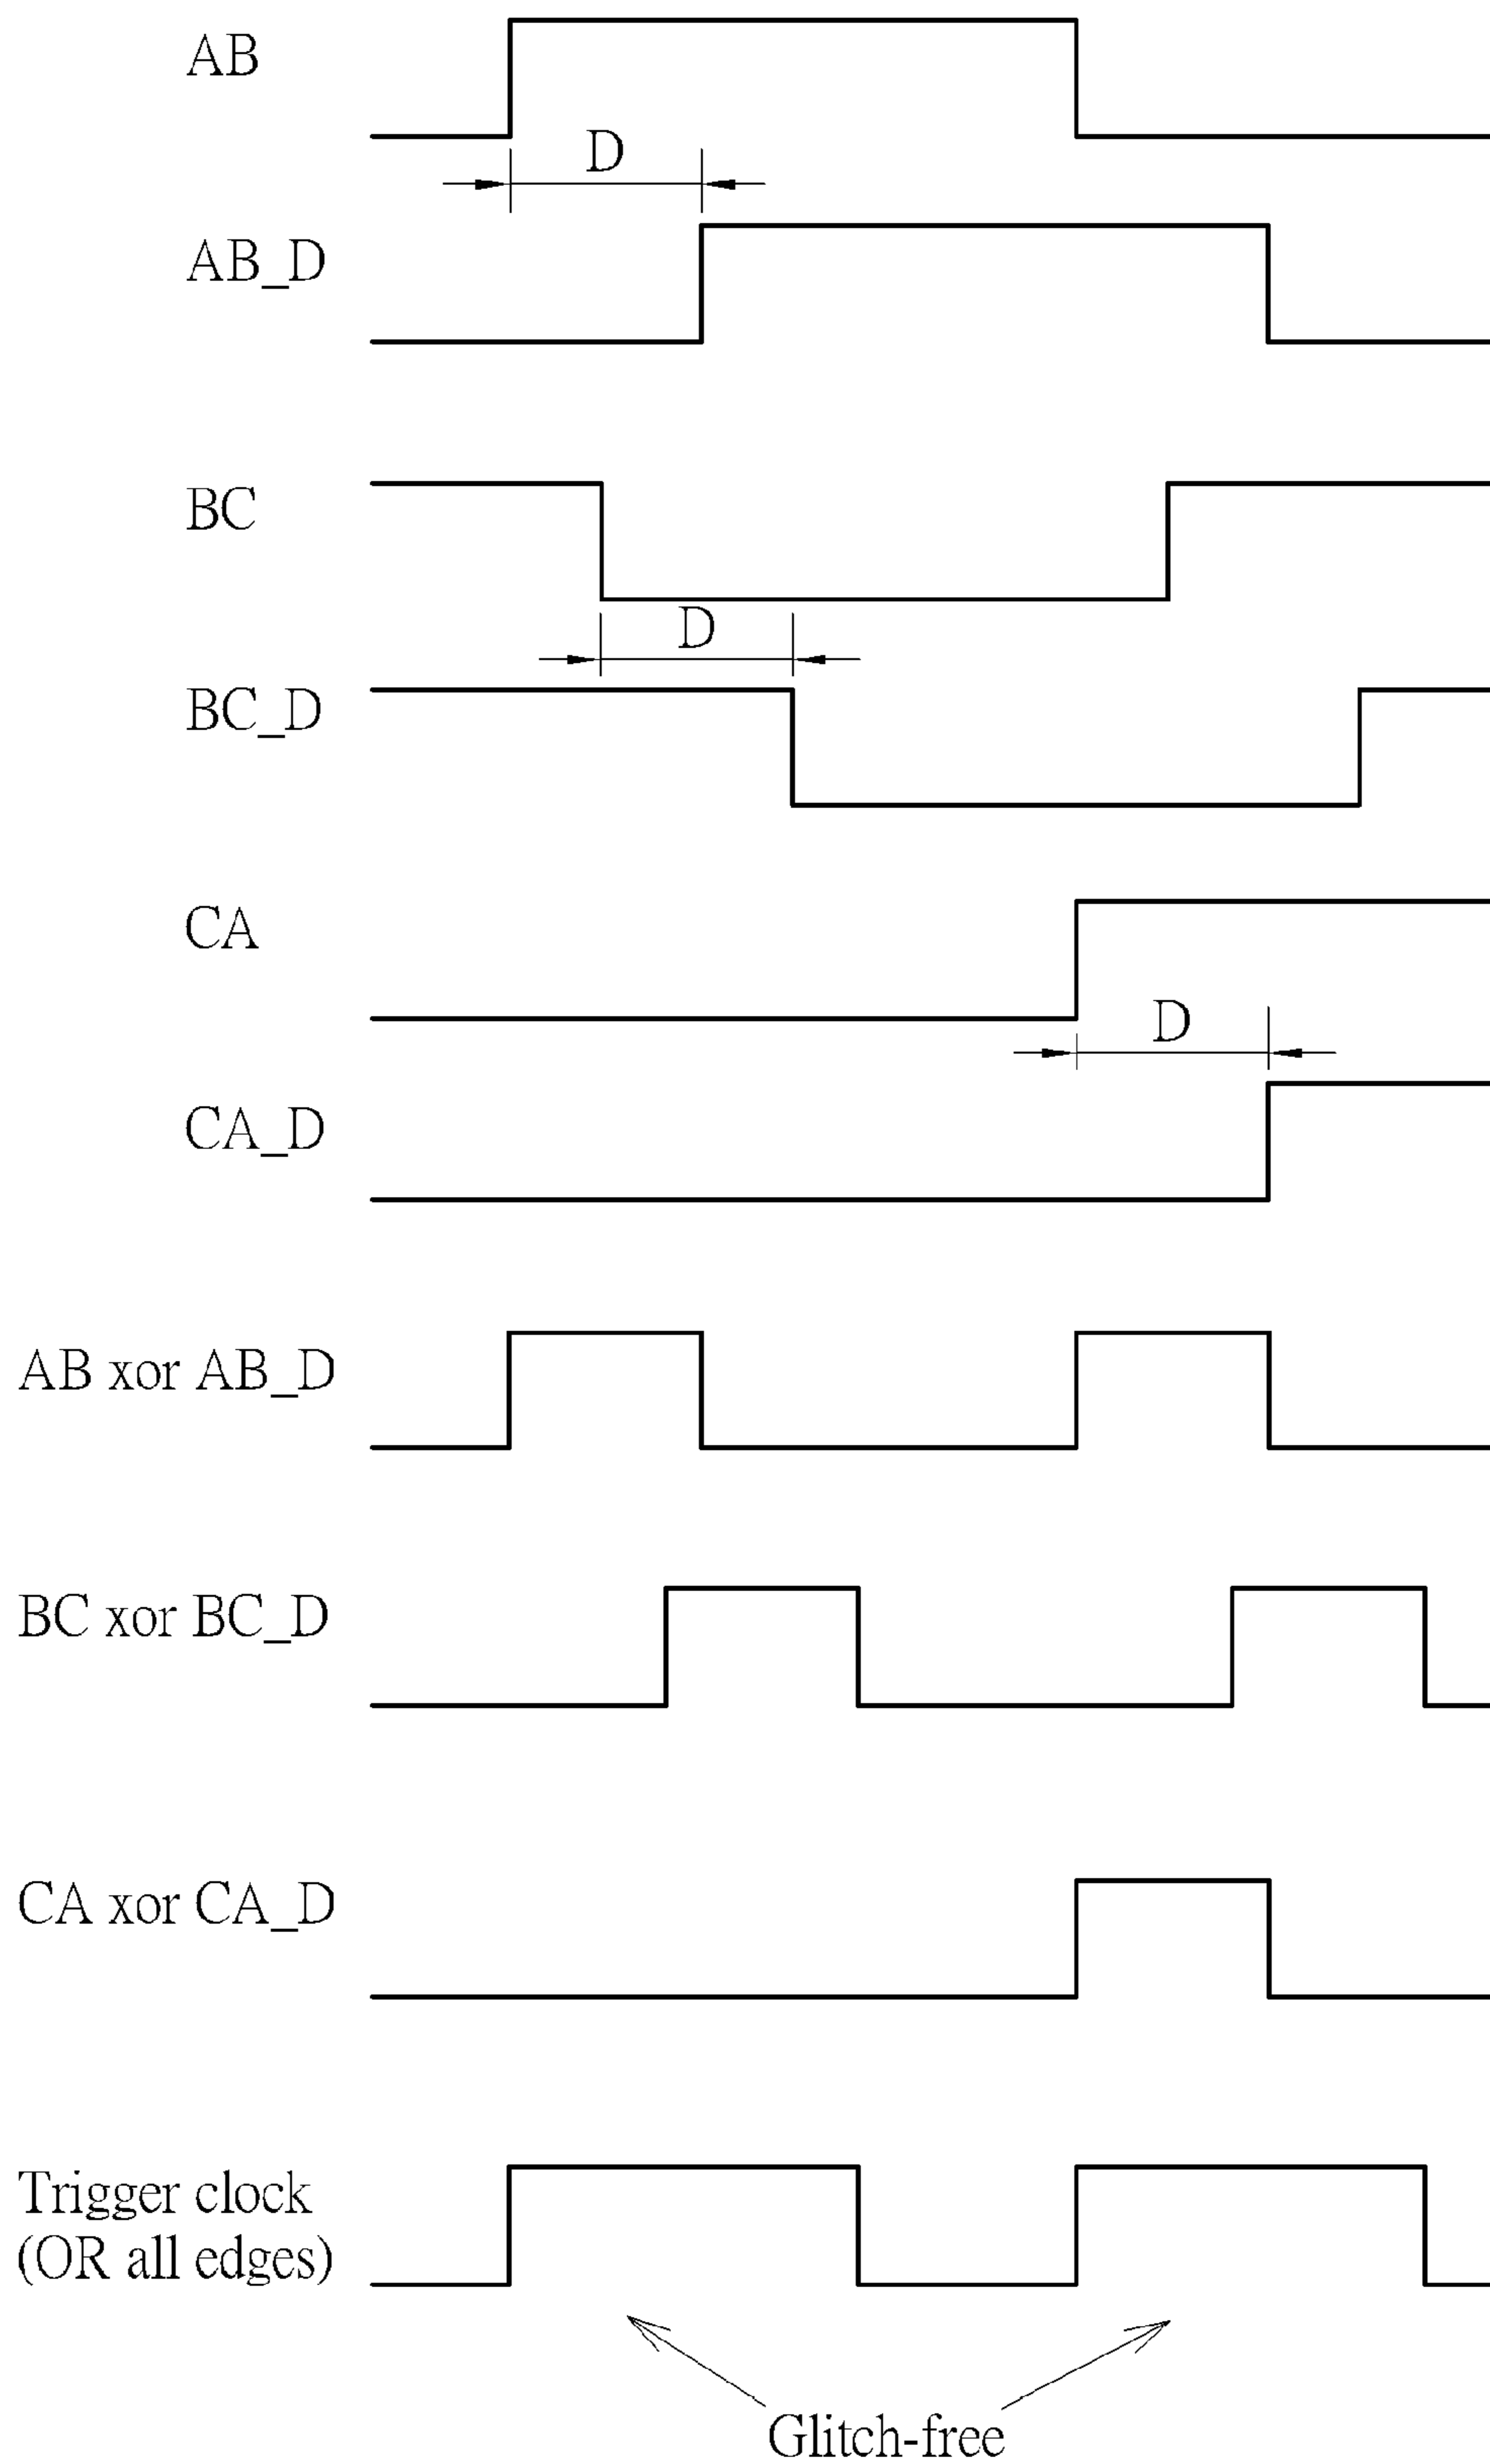 AB
D
AB_D
BC
D
BC_D
CA
D
CA_D
AB xor AB_D
BC xor BC_D
CA xor CA_D
Trigger clock
(OR all edges)
Glitch-free